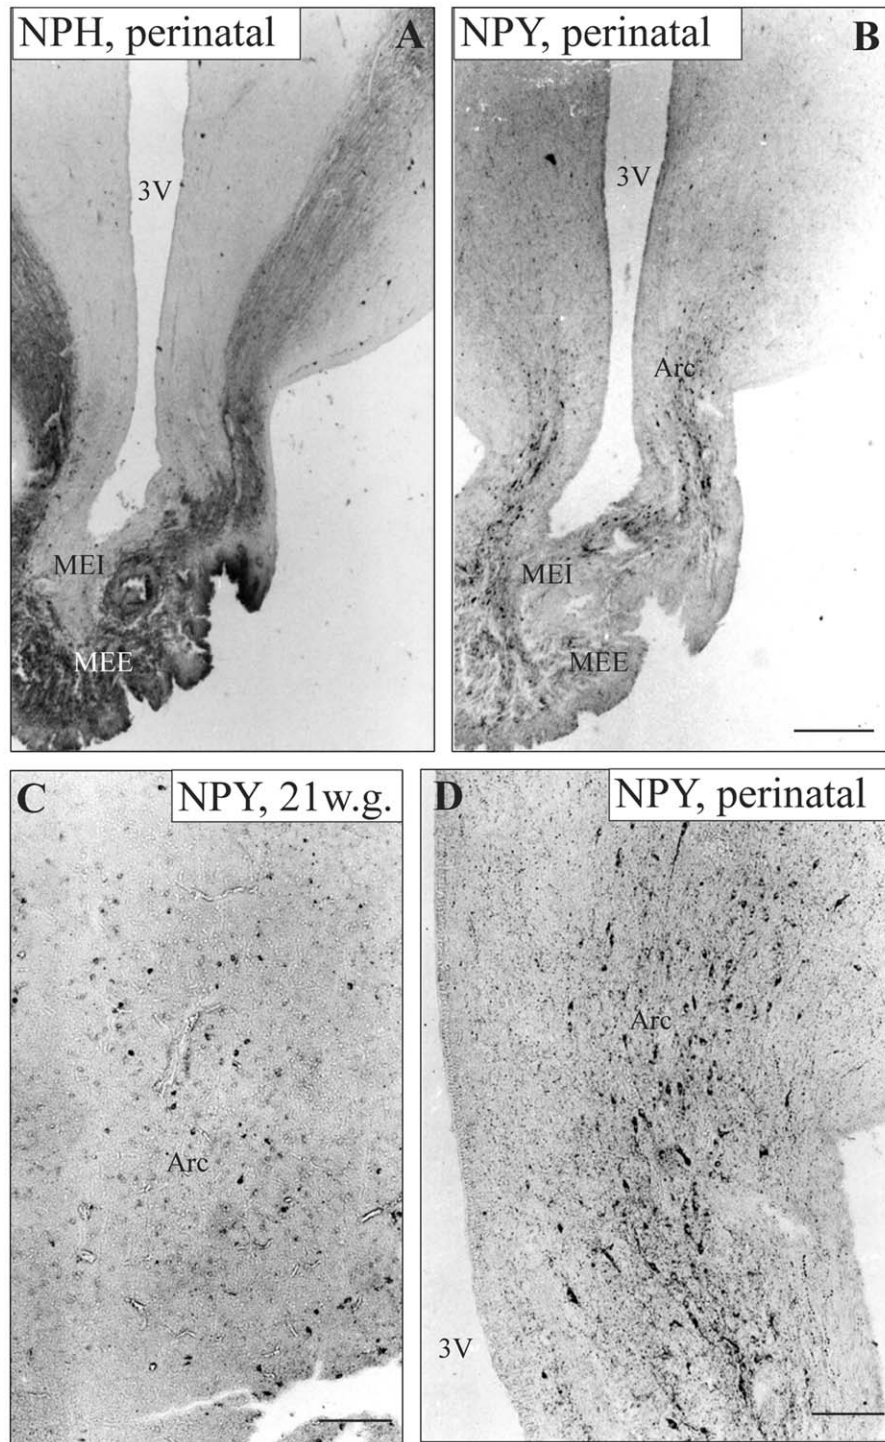 NPH, perinatal
A
3V
MEI
MEE
NPY, perinatal
B
3V
Arc
MEI
MEE
C
NPY, 21w.g.
Arc
D
NPY, perinatal
Arc
3V